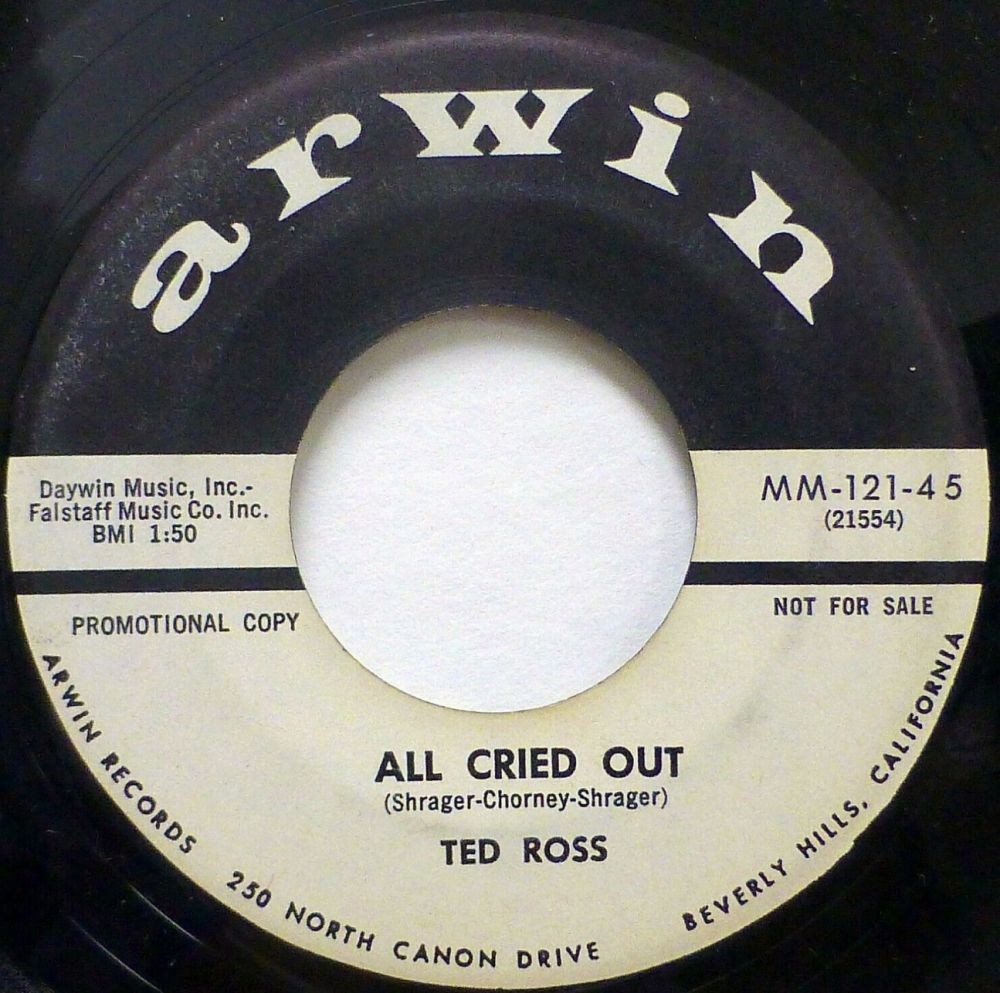 arwin
Daywin Music, Inc.-
Falstaff Music Co. Inc.
BMI 1:50
MM-121-45
(21554)
PROMOTIONAL COPY
NOT FOR SALE
ALL CRIED OUT
(Shrager-Chorney-Shrager)
TED ROSS
ARWIN RECORDS 250 NORTH CANON DRIVE BEVERLY HILLS, CALIFORNIA